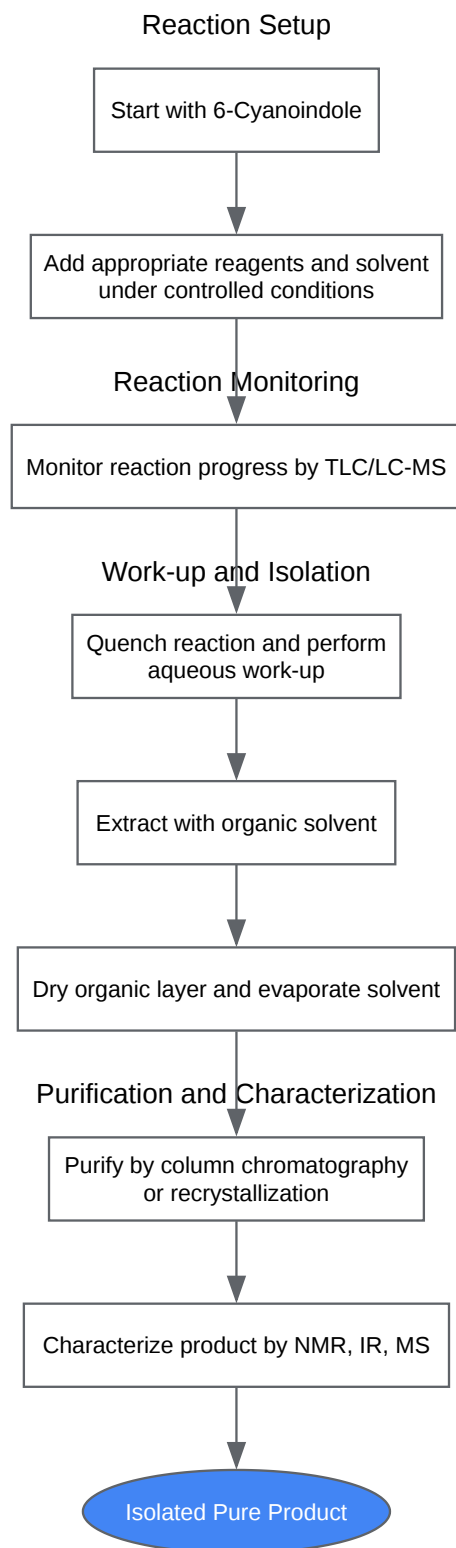 Reaction Setup
Start with 6-Cyanoindole
Add appropriate reagents and solvent
under controlled conditions
Reaction Monitoring
Monitor reaction progress by TLC/LC-MS
Work-up and Isolation
Quench reaction and perform
aqueous work-up
Extract with organic solvent
Dry organic layer and evaporate solvent
Purification and Characterization
Purify by column chromatography
or recrystallization
Characterize product by NMR, IR, MS
Isolated Pure Product